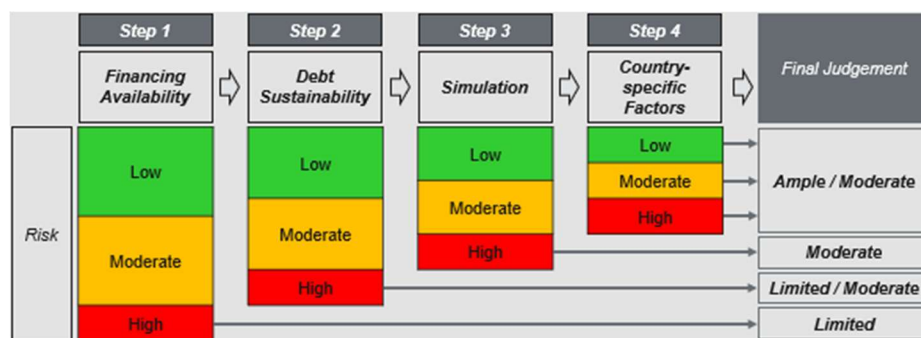 Step 1
Step 2
Step 3
Step 4
Financing
Availability
Debt
Sustainability
Simulation
Country-
specific
Factors
Final Judgement
Risk
Low
Low
Low
Low
Moderate
High
Ample / Moderate
Moderate
Moderate
Moderate
High
Moderate
High
Limited / Moderate
High
Limited